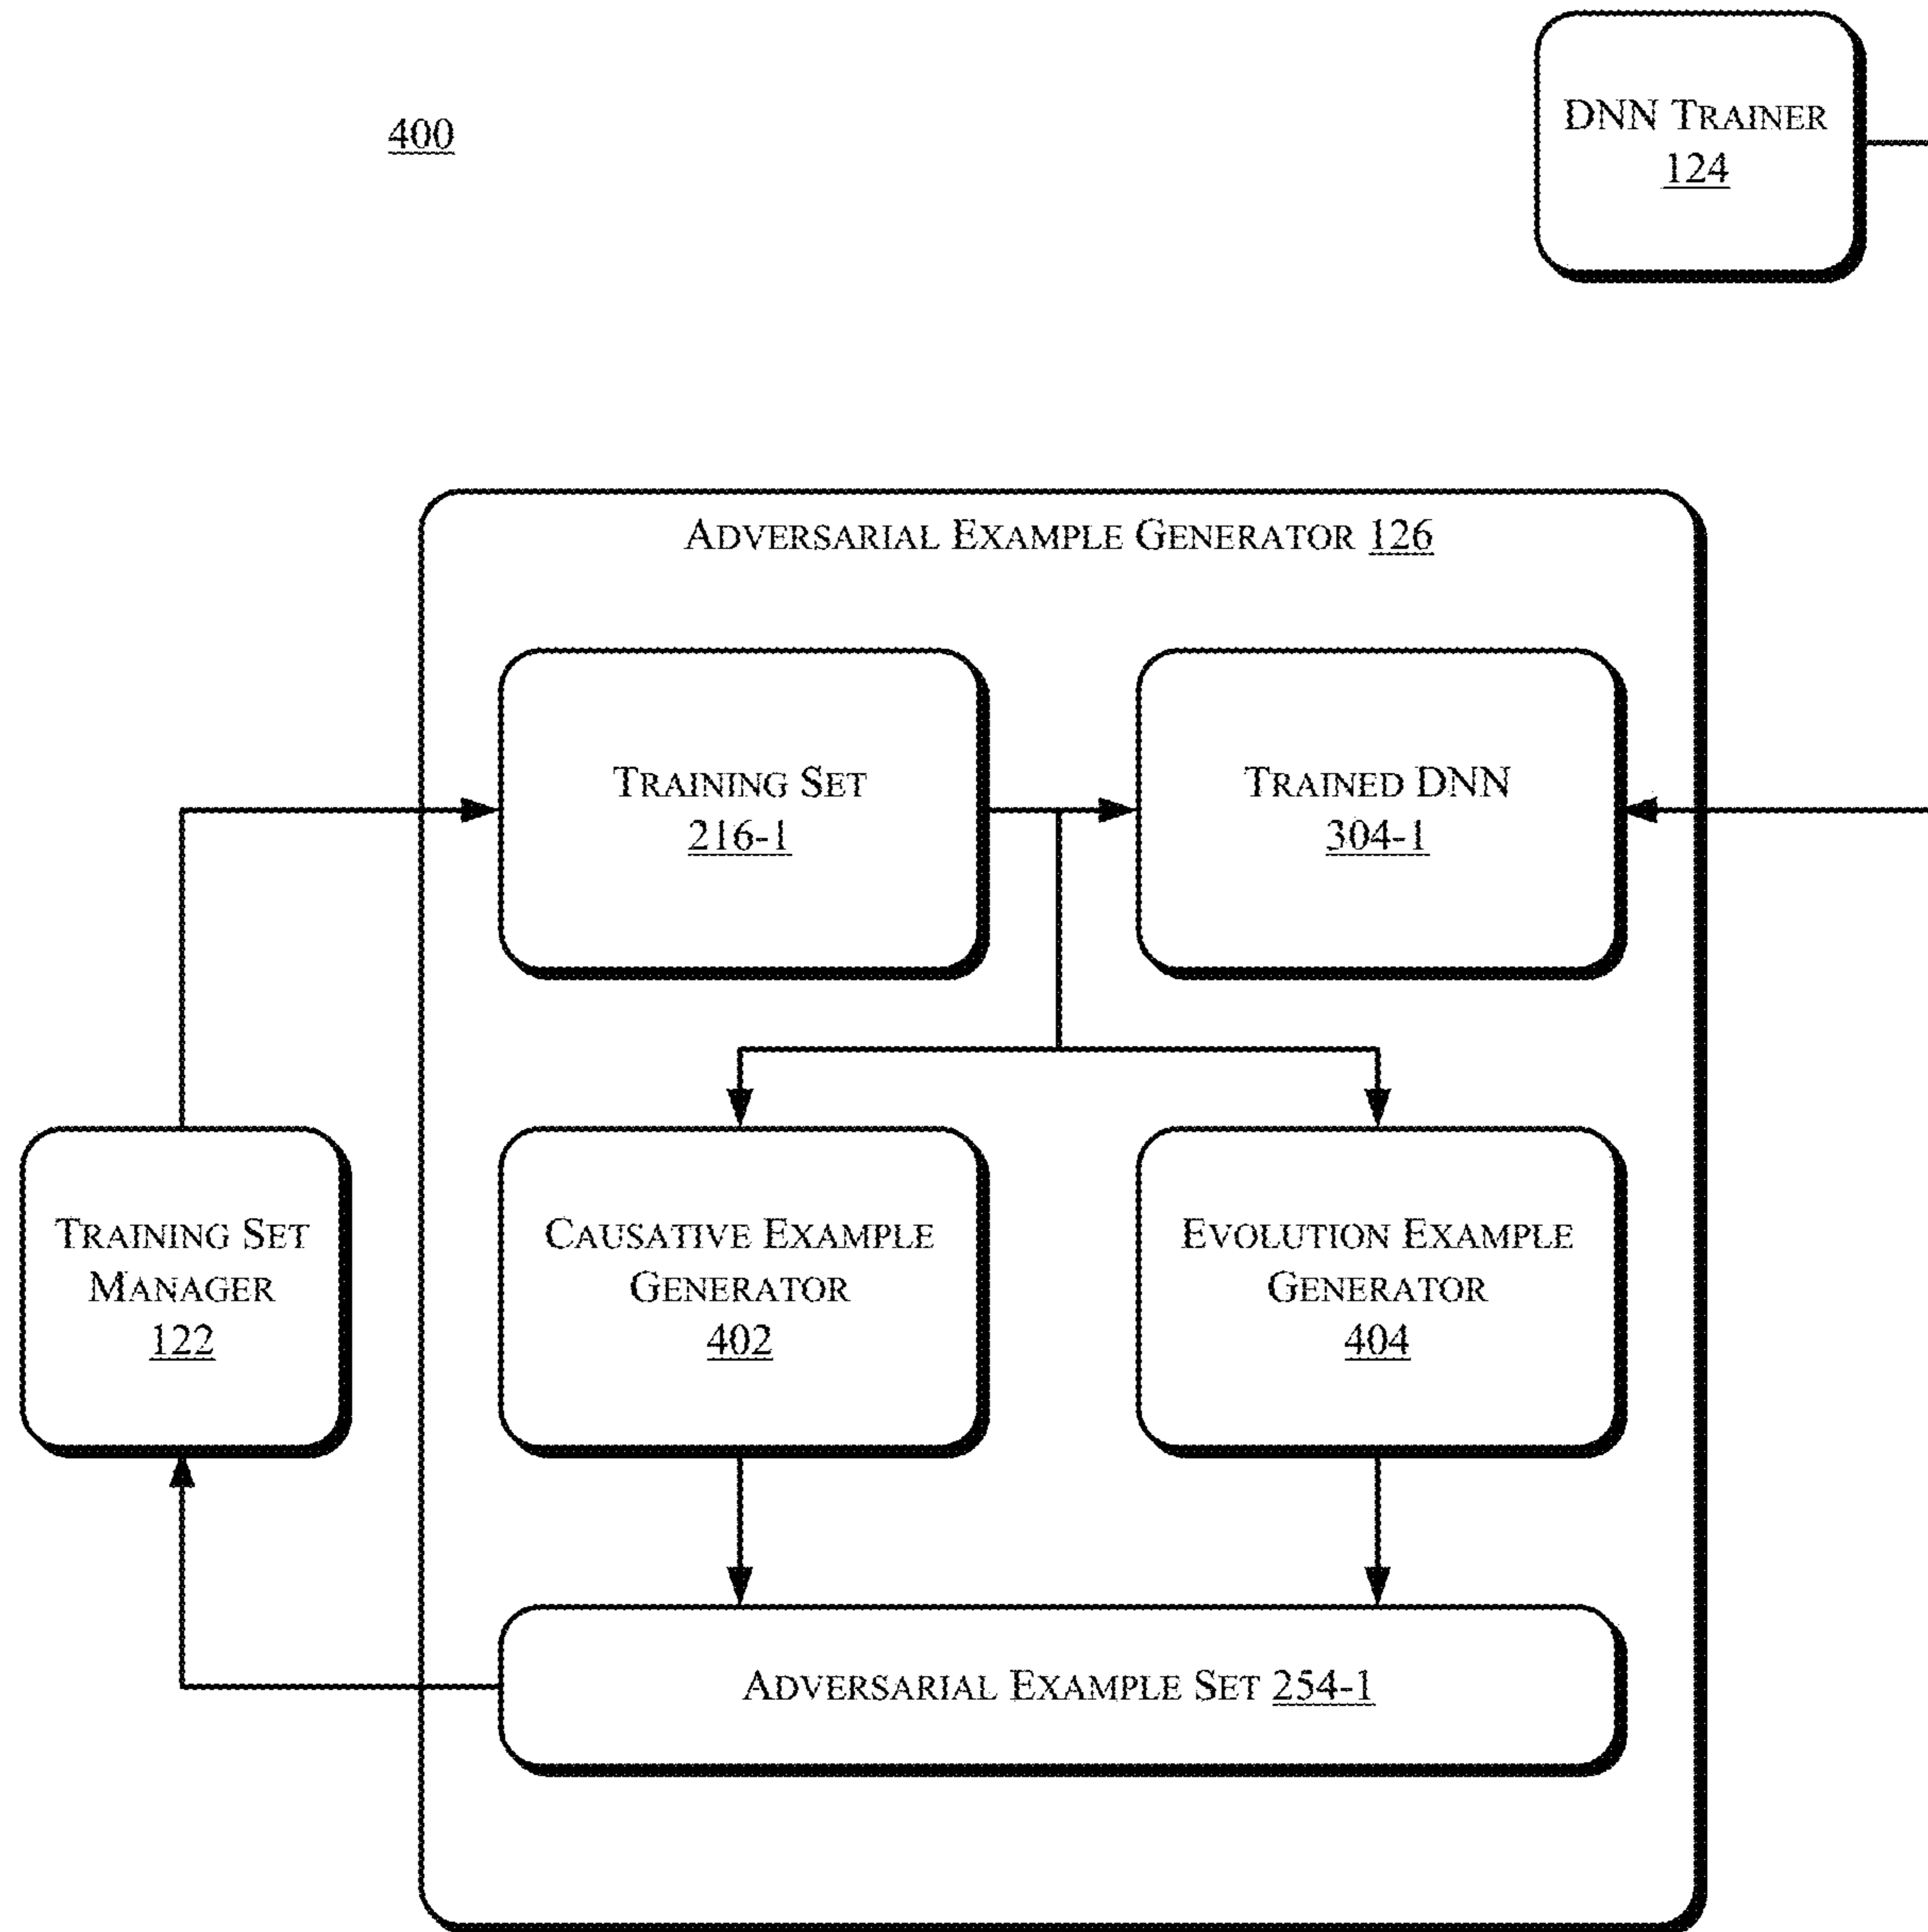 400
DNN TRAINER
124
ADVERSARIAL EXAMPLE GENERATOR 126
TRAINING SET
216-1
TRAINED DNN
304-1
TRAINING SET
MANAGER
122
CAUSATIVE EXAMPLE
GENERATOR
402
EVOLUTION EXAMPLE
GENERATOR
404
ADVERSARIAL EXAMPLE SET 254-1